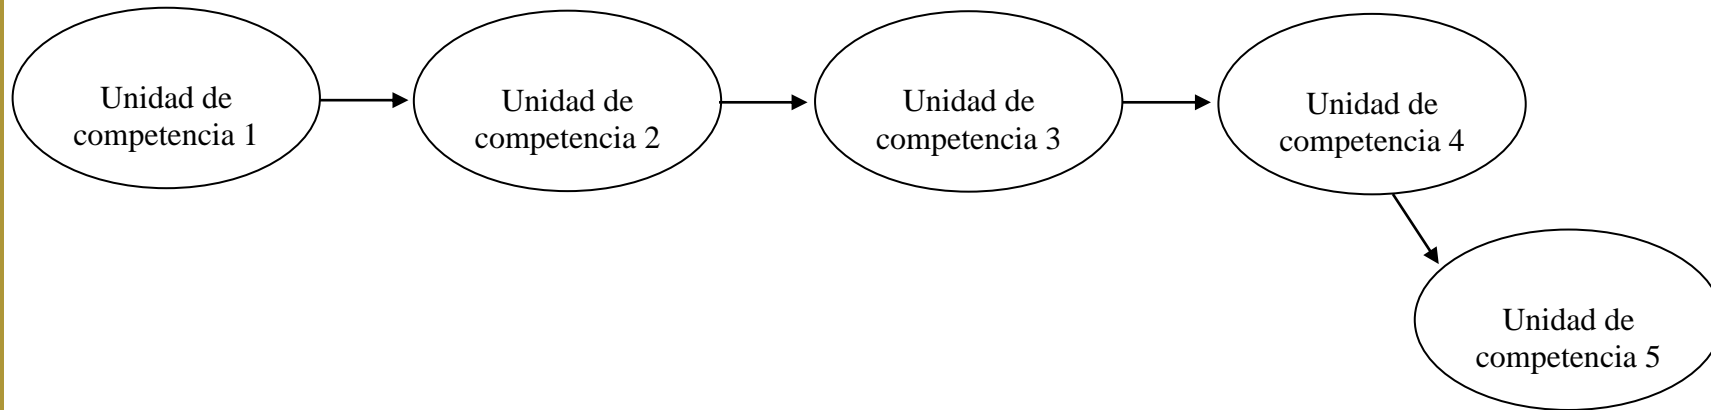 Unidad de
competencia 1
Unidad de
competencia 2
Unidad de
competencia 3
Unidad de
competencia 4
Unidad de
competencia 5